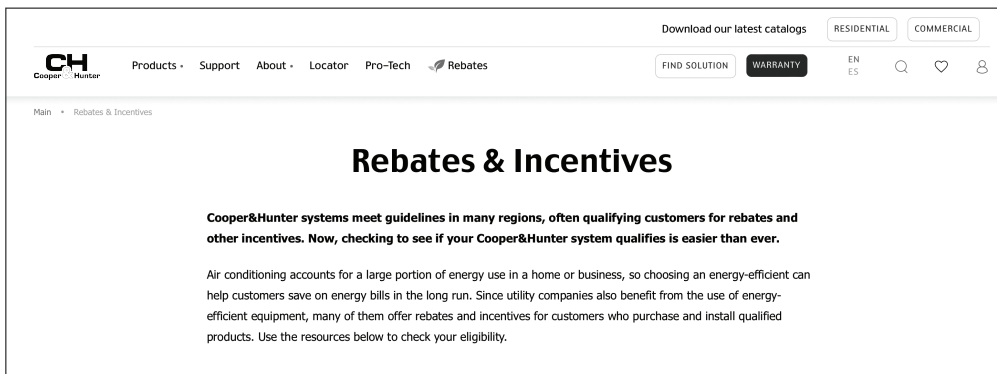 Download our latest catalogs RESIDENTIAL COMMERCIAL
CH
Cooper&Hunter
Products Support About Locator Pro-Tech Rebates FIND SOLUTION WARRANTY EN
ES
Main • Rebates & Incentives
Rebates & Incentives
Cooper&Hunter systems meet guidelines in many regions, often qualifying customers for rebates and
other incentives. Now, checking to see if your Cooper&Hunter system qualifies is easier than ever.
Air conditioning accounts for a large portion of energy use in a home or business, so choosing an energy-efficient can
help customers save on energy bills in the long run. Since utility companies also benefit from the use of energy-
efficient equipment, many of them offer rebates and incentives for customers who purchase and install qualified
products. Use the resources below to check your eligibility.